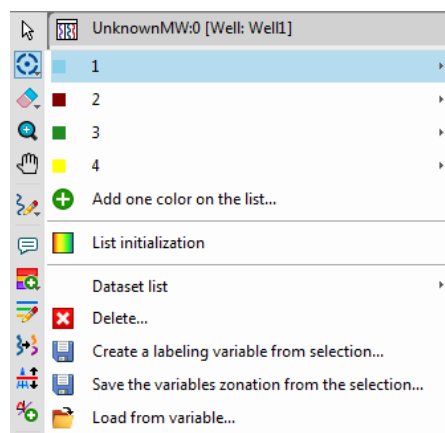 UnknownMW:0 [Well: Well1]
1
2
3
4
Add one color on the list...
List initialization
Dataset list
Delete...
Create a labeling variable from selection...
Save the variables zonation from the selection...
Load from variable...